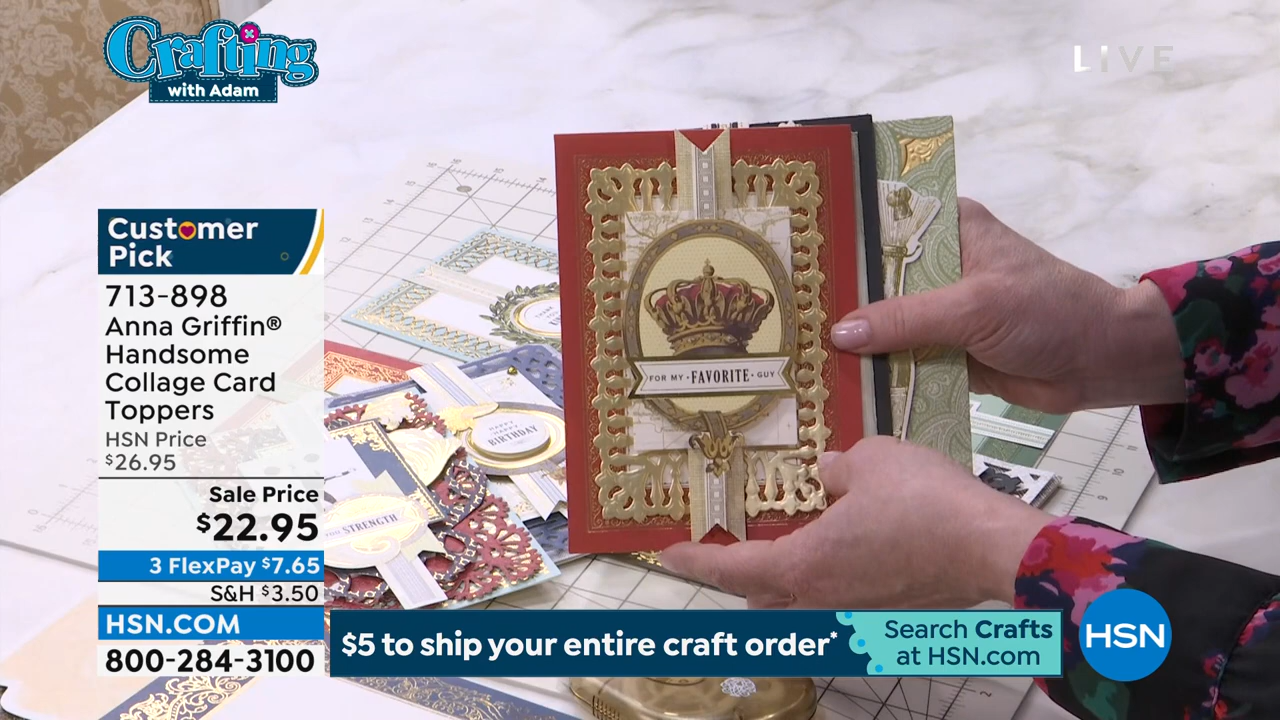 Crafting
with Adam
LIVE
Customer
Pick
713-898
Anna Griffin®
Handsome
Collage Card
Toppers
HSN Price
$26.95
Sale Price
$22.95
3 FlexPay $7.65
S&H $3.50
HSN.COM
800-284-3100
FOR MY • FAVORITE • GUY
HAPPY
HAPPY
BIRTHDAY
YOU STRENGTH
$5 to ship your entire craft order*
Search Crafts
at HSN.com
HSN